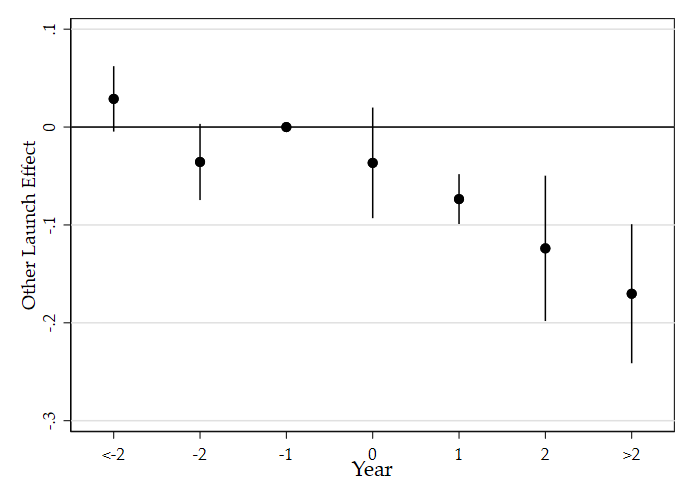 .1
0
-.1
-.2
-.3
Other Launch Effect
<-2 -2 -1 0 1 2 >2
Year